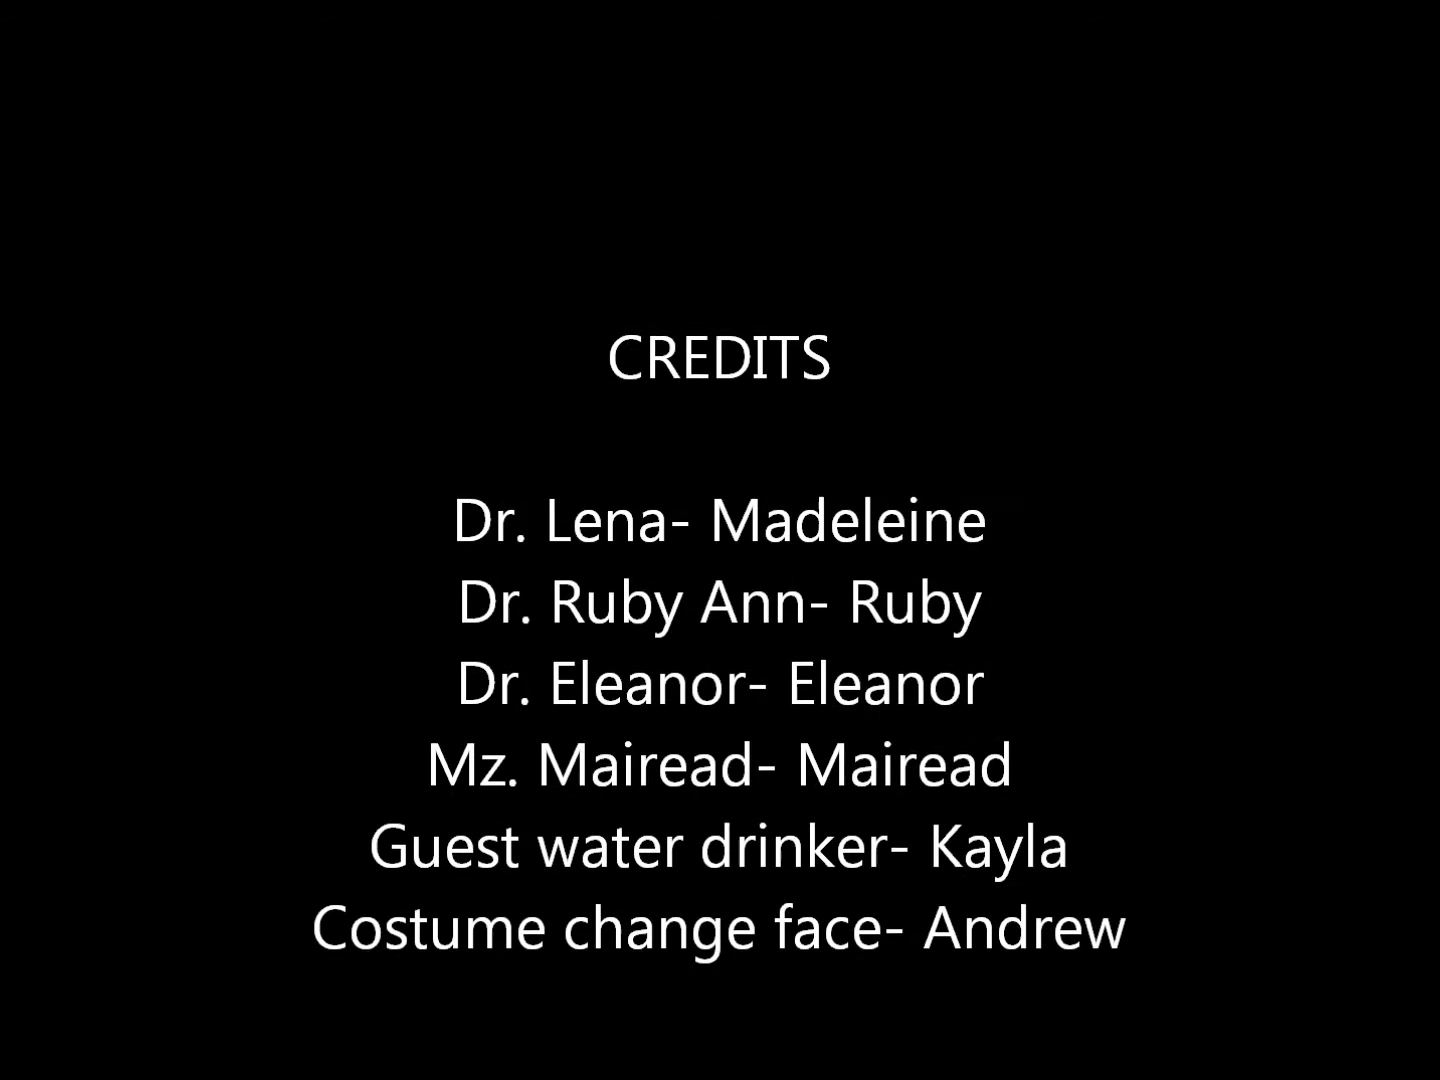 CREDITS
Dr. Lena- Madeleine
Dr. Ruby Ann- Ruby
Dr. Eleanor- Eleanor
Mz. Mairead- Mairead
Guest water drinker- Kayla
Costume change face- Andrew